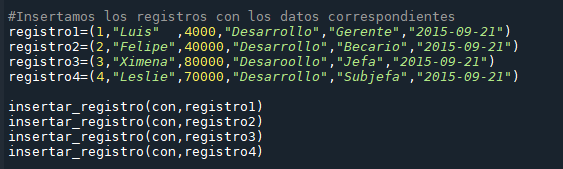 #Insertamos los registros con los datos correspondientes
registro1=(1,"Luis"  ,4000,"Desarrollo","Gerente","2015-09-21")
registro2=(2,"Felipe",40000,"Desarrollo","Becario","2015-09-21")
registro3=(3,"Ximena",80000,"Desaroollo","Jefa","2015-09-21")
registro4=(4,"Leslie",70000,"Desarrollo","Subjefa","2015-09-21")
insertar_registro(con,registro1)
insertar_registro(con,registro2)
insertar_registro(con,registro3)
insertar_registro(con,registro4)